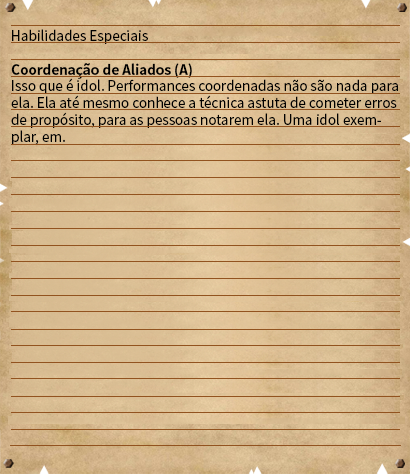 Habilidades Especiais
Coordenação de Aliados (A)
Isso que é idol. Performances coordenadas não são nada para
ela. Ela até mesmo conhece a técnica astuta de cometer erros
de propósito, para as pessoas notarem ela. Uma idol exem-
plar, em.